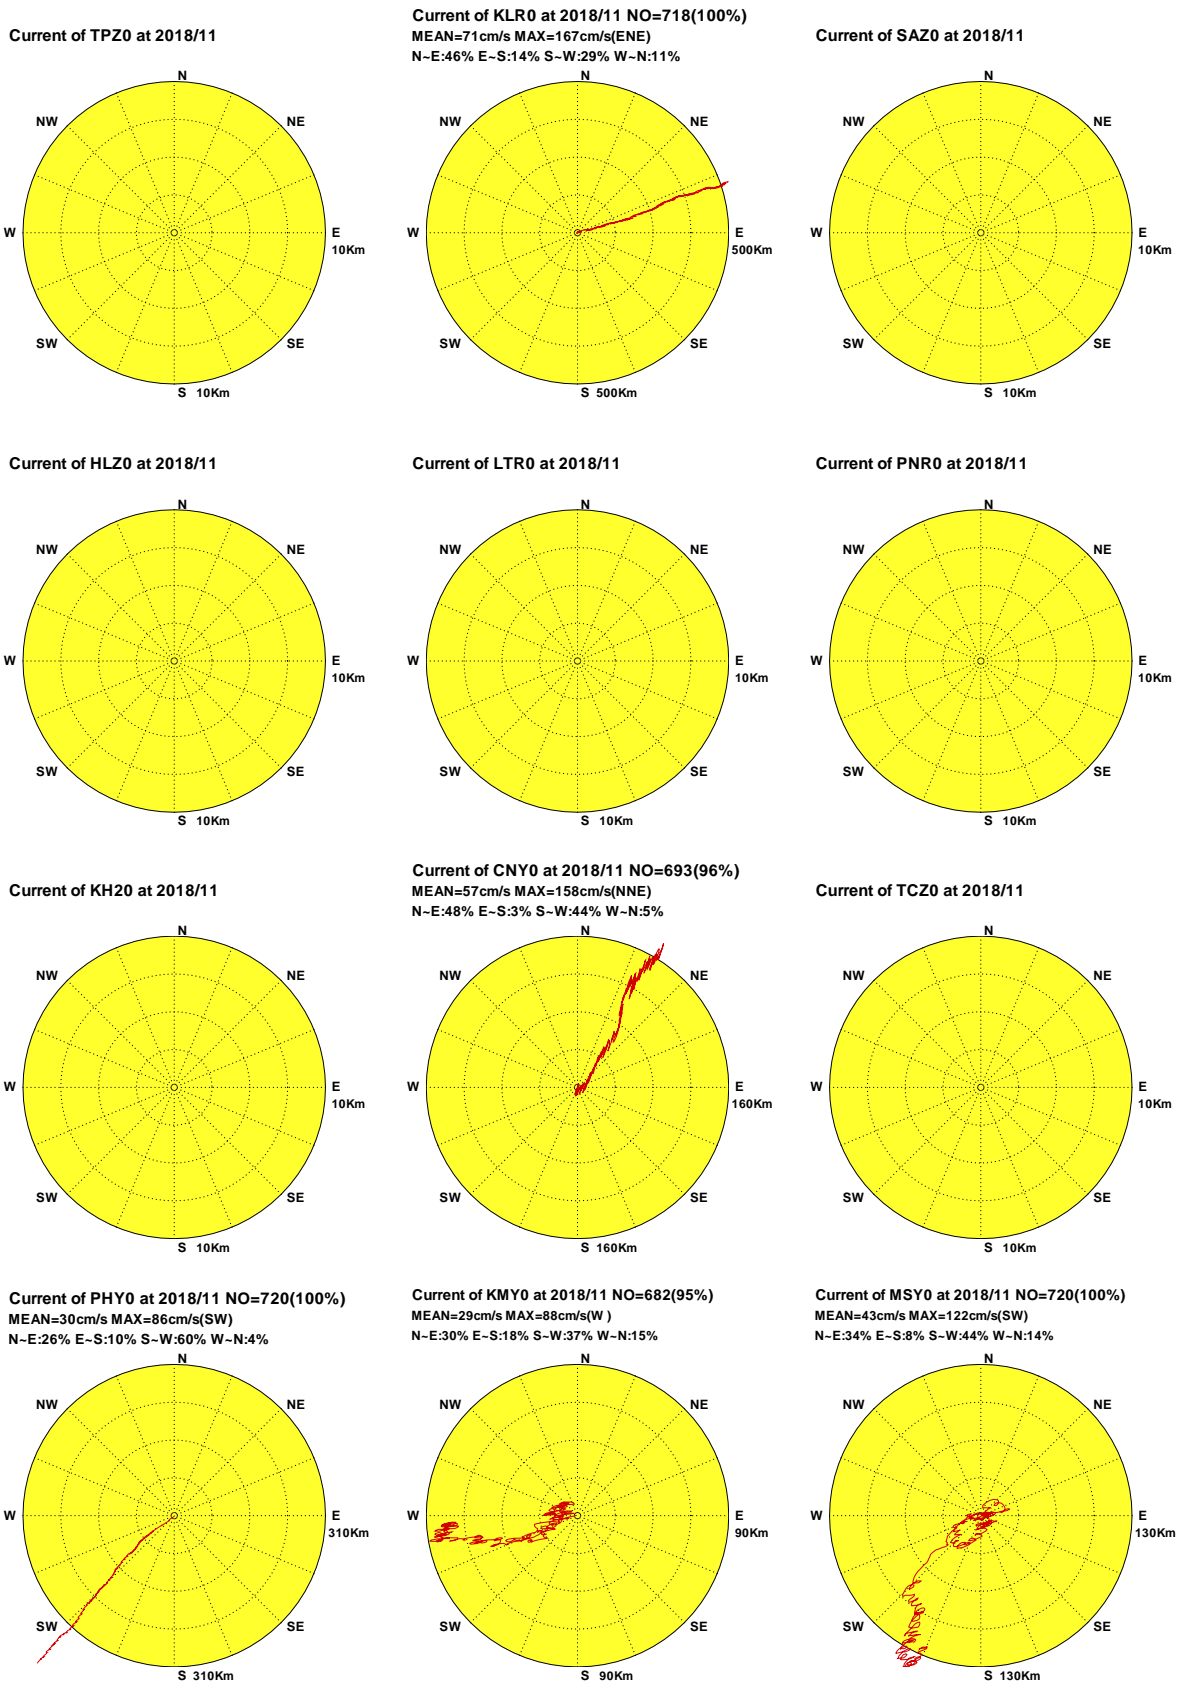 Current of TPZ0 at 2018/11
N
NW
NE
W
E
10Km
SW
SE
S 10Km
Current of KLR0 at 2018/11 NO=718(100%)
MEAN=71cm/s MAX=167cm/s(ENE)
N~E:46% E~S:14% S~W:29% W~N:11%
N
NW
NE
W
E
500Km
SW
SE
S 500Km
Current of SAZ0 at 2018/11
N
NW
NE
W
E
10Km
SW
SE
S 10Km
Current of HLZ0 at 2018/11
N
NW
NE
W
E
10Km
SW
SE
S 10Km
Current of LTR0 at 2018/11
N
NW
NE
W
E
10Km
SW
SE
S 10Km
Current of PNR0 at 2018/11
N
NW
NE
W
E
10Km
SW
SE
S 10Km
Current of KH20 at 2018/11
N
NW
NE
W
E
10Km
SW
SE
S 10Km
Current of CNY0 at 2018/11 NO=693(96%)
MEAN=57cm/s MAX=158cm/s(NNE)
N~E:48% E~S:3% S~W:44% W~N:5%
N
NW
NE
W
E
160Km
SW
SE
S 160Km
Current of TCZ0 at 2018/11
N
NW
NE
W
E
10Km
SW
SE
S 10Km
Current of PHY0 at 2018/11 NO=720(100%)
MEAN=30cm/s MAX=86cm/s(SW)
N~E:26% E~S:10% S~W:60% W~N:4%
N
NW
NE
W
E
310Km
SW
SE
S 310Km
Current of KMY0 at 2018/11 NO=682(95%)
MEAN=29cm/s MAX=88cm/s(W )
N~E:30% E~S:18% S~W:37% W~N:15%
N
NW
NE
W
E
90Km
SW
SE
S 90Km
Current of MSY0 at 2018/11 NO=720(100%)
MEAN=43cm/s MAX=122cm/s(SW)
N~E:34% E~S:8% S~W:44% W~N:14%
N
NW
NE
W
E
130Km
SW
SE
S 130Km